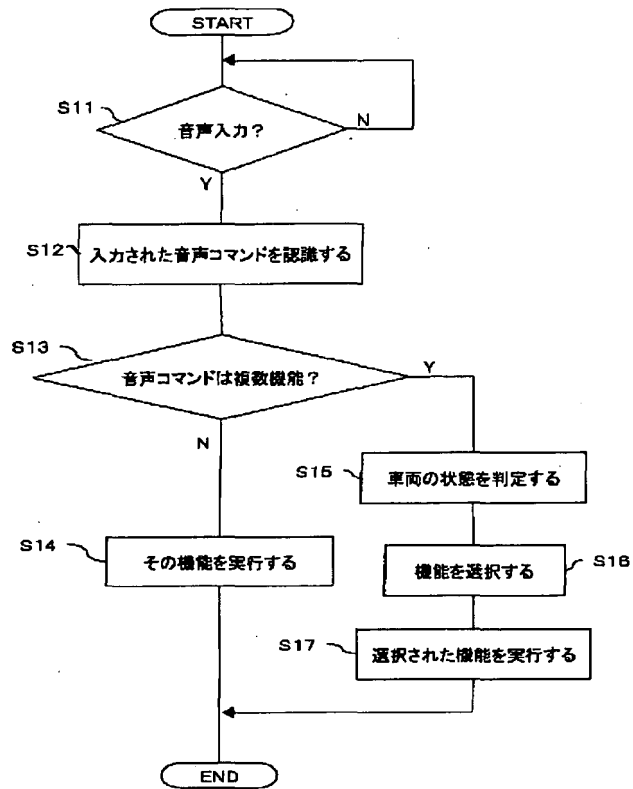 START
S11
音声入力?
N
Y
S12
入力された音声コマンドを認識する
S13
音声コマンドは複数機能?
Y
N
S15
車両の状態を判定する
S14
その機能を実行する
機能を選択する
S16
S17
選択された機能を実行する
END